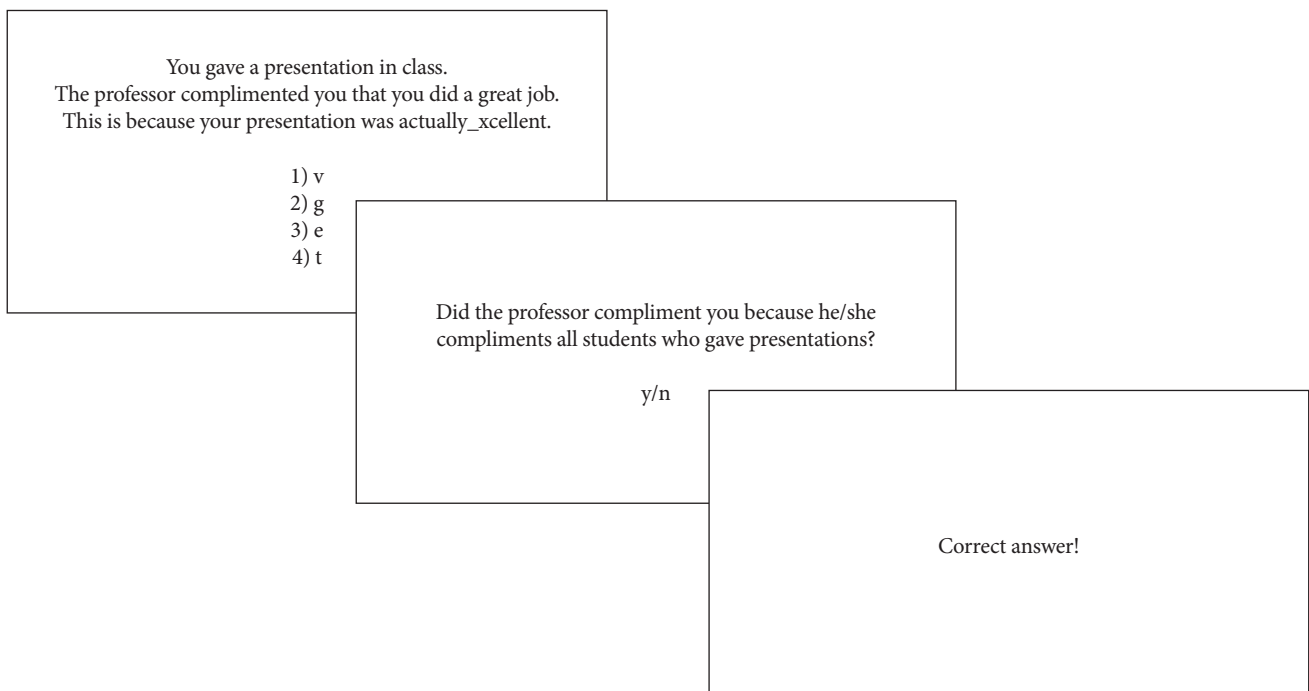 You gave a presentation in class.
The professor complimented you that you did a great job.
This is because your presentation was actually_xcellent.
1) v
2) g
3) e
4) t
Did the professor compliment you because he/she
compliments all students who gave presentations?
y/n
Correct answer!